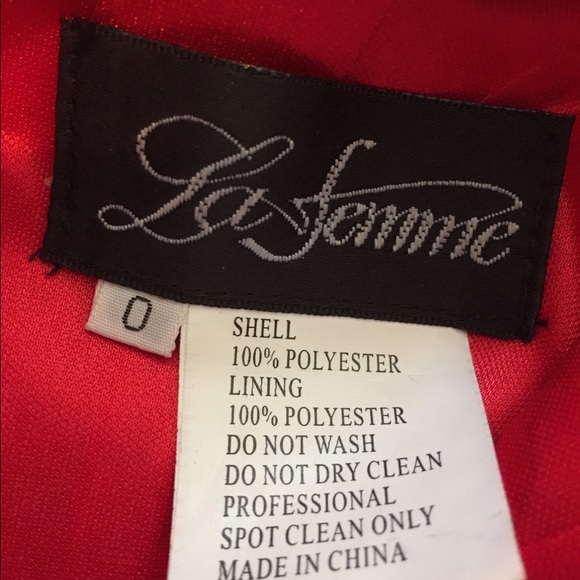 La Femme
0
SHELL
100% POLYESTER
LINING
100% POLYESTER
DO NOT WASH
DO NOT DRY CLEAN
PROFESSIONAL
SPOT CLEAN ONLY
MADE IN CHINA